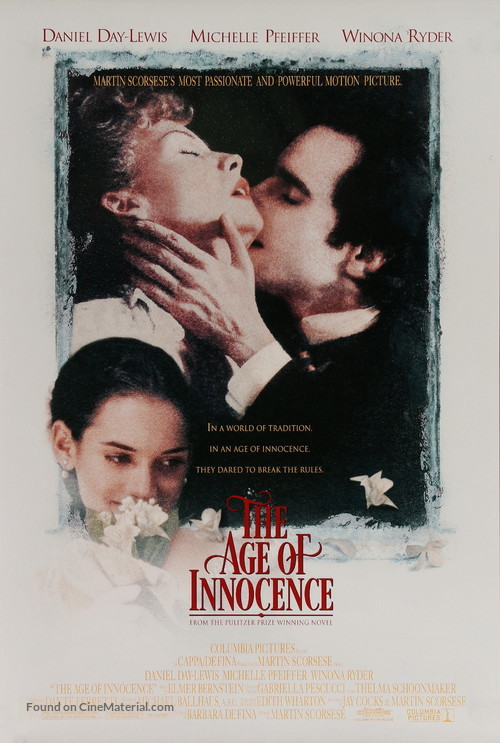 DANIEL DAY-LEWIS MICHELLE PFEIFFER WINONA RYDER
MARTIN SCORSESE'S MOST PASSIONATE AND POWERFUL MOTION PICTURE.
IN A WORLD OF TRADITION.
IN AN AGE OF INNOCENCE.
THEY DARED TO BREAK THE RULES.
THE
AGE OF
INNOCENCE
FROM THE PULITZER PRIZE WINNING NOVEL
COLUMBIA PICTURES
CAPPA/DE FINA MARTIN SCORSESE
DANIEL DAY-LEWIS MICHELLE PFEIFFER WINONA RYDER
"THE AGE OF INNOCENCE" ELMER BERNSTEIN GABRIELLA PESCUCCI THELMA SCHOONMAKER
BALLHAUS, EDITH WHARTON JAY COCKS & MARTIN SCORSESE
BARBARA DE FINA MARTIN SCORSESE
COLUMBIA
PICTURES
Found on CineMaterial.com